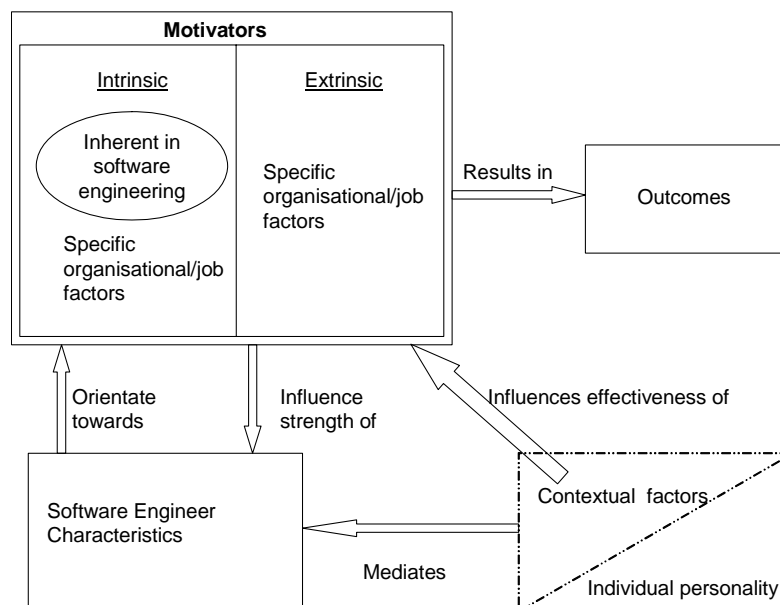 Motivators
Intrinsic
Inherent in
software
engineering
Specific
organisational/job
factors
Extrinsic
Specific
organisational/job
factors
Results in
Outcomes
Orientate
towards
Influence
strength of
Influences effectiveness of
Software Engineer
Characteristics
Mediates
Contextual factors
Individual personality